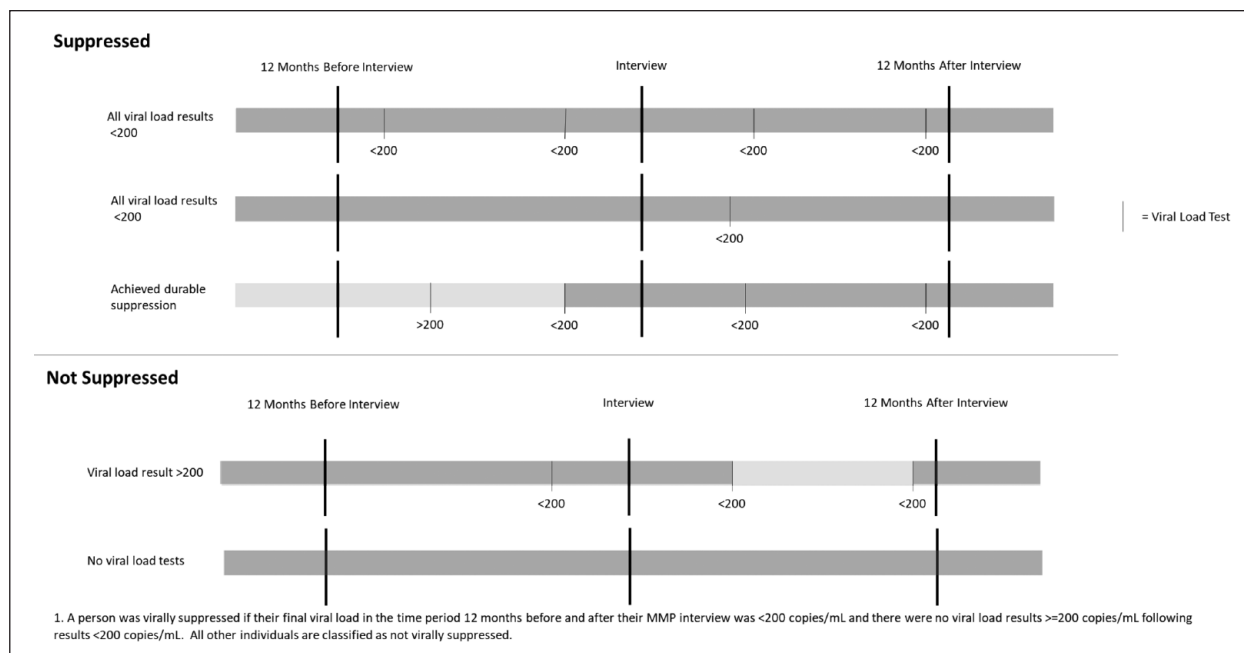 Suppressed
12 Months Before Interview
Interview
12 Months After Interview
All viral load results
<200
<200
<200
<200
<200
All viral load results
<200
<200
= Viral Load Test
Achieved durable
suppression
>200
<200
<200
<200
Not Suppressed
12 Months Before Interview
Interview
12 Months After Interview
Viral load result >200
<200
<200
<200
No viral load tests
1. A person was virally suppressed if their final viral load in the time period 12 months before and after their MMP interview was <200 copies/mL and there were no viral load results >=200 copies/mL following
results <200 copies/mL. All other individuals are classified as not virally suppressed.